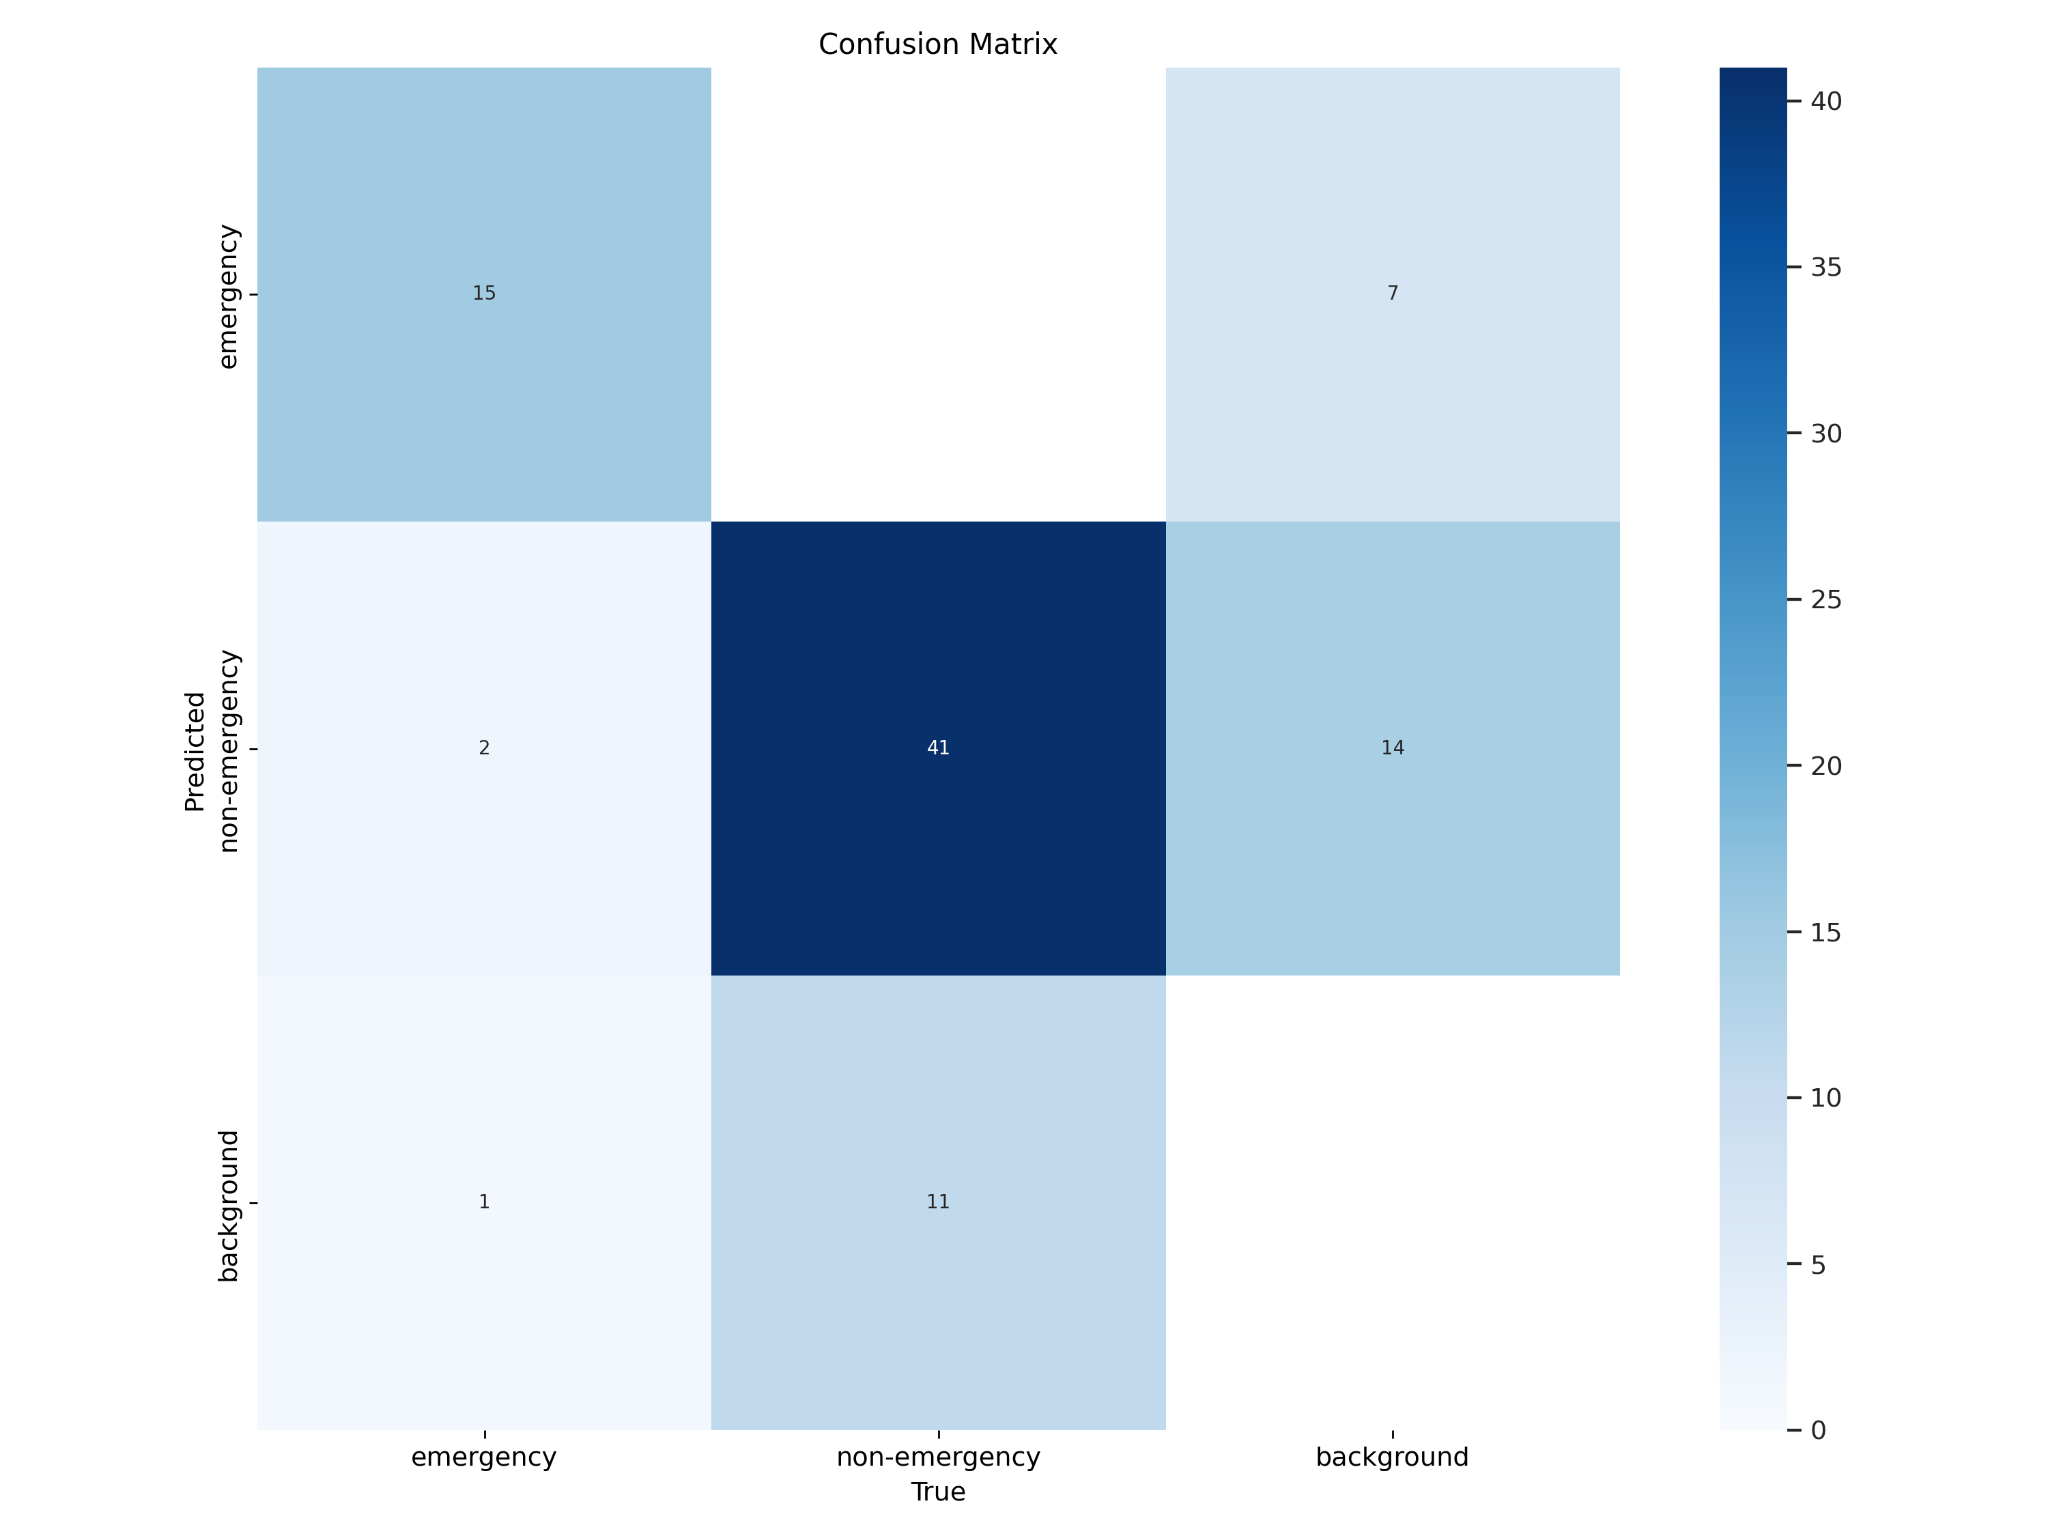 Confusion Matrix
emergency
non-emergency
background
Predicted
15
7
2
41
14
1
11
emergency
non-emergency
background
True
40
35
30
25
20
15
10
5
0